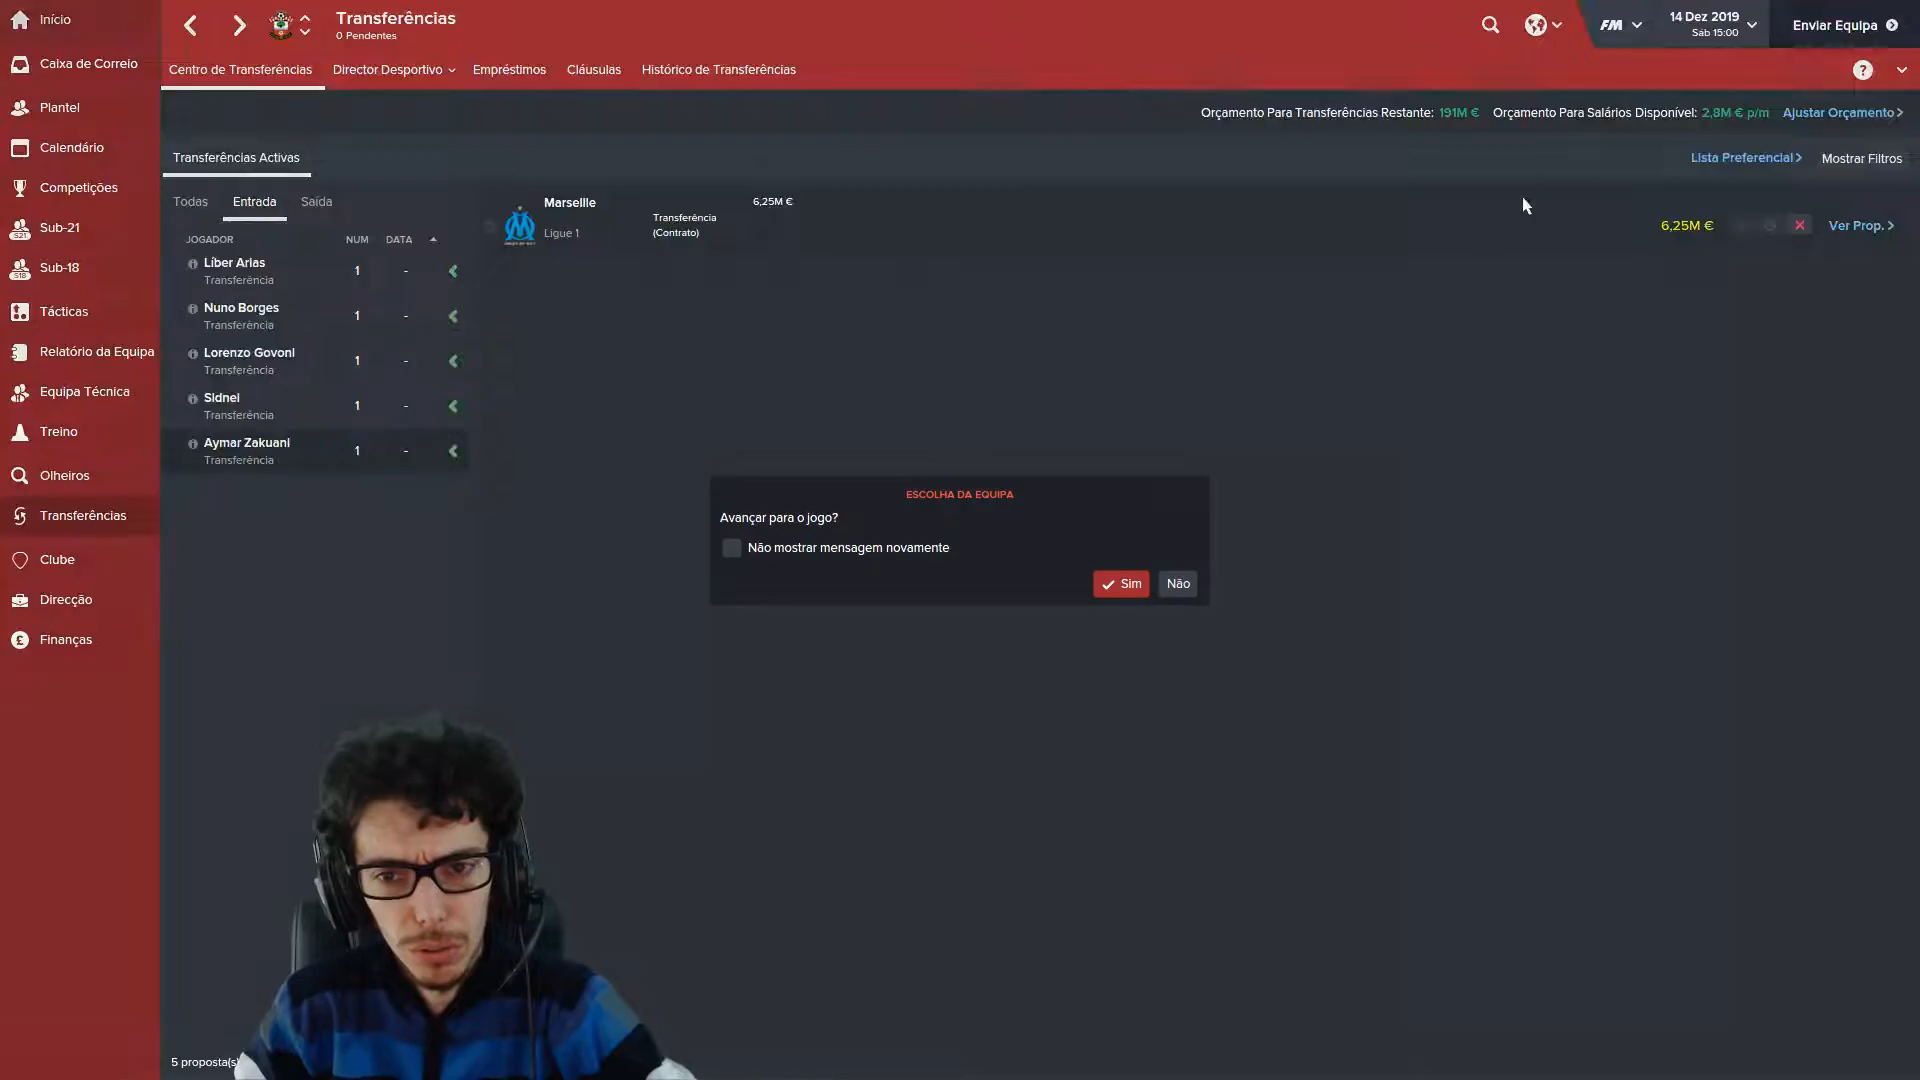 Início
Caixa de Correio
Plantel
Calendário
Competições
Sub-21
Sub-18
Tácticas
Relatório da Equipa
Equipa Técnica
Treino
Olheiros
Transferências
Clube
Direcção
Finanças
Transferências
0 Pendentes
FM
14 Dez 2019
Sab 15:00
Enviar Equipa
Centro de Transferências
Director Desportivo
Empréstimos
Cláusulas
Histórico de Transferências
?
Orçamento Para Transferências Restante: 191M €
Orçamento Para Salários Disponível: 2,8M € p/m
Ajustar Orçamento
Transferências Activas
Lista Preferencial
Mostrar Filtros
Todas
Entrada
Saída
JOGADOR NUM DATA
Líber Arias 1 -
Transferência
Nuno Borges 1 -
Transferência
Lorenzo Govoni 1 -
Transferência
Sidnei 1 -
Transferência
Aymar Zakuani 1 -
Transferência
Marseille
Ligue 1
Transferência
(Contrato)
6,25M €
6,25M €
Ver Prop.
ESCOLHA DA EQUIPA
Avançar para o jogo?
Não mostrar mensagem novamente
Sim
Não
5 proposta(s)